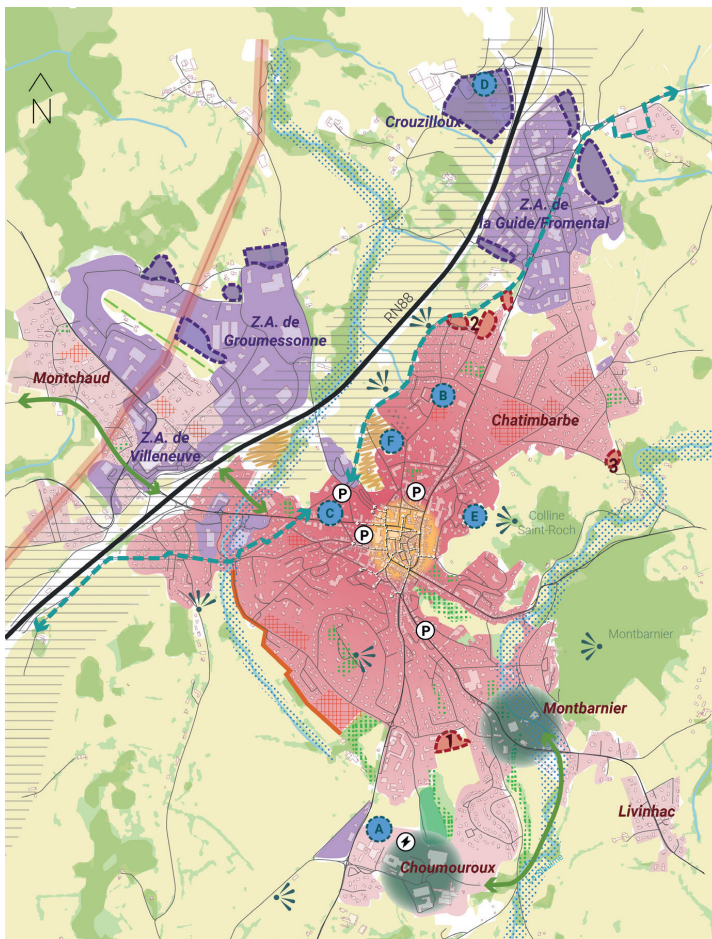 D
N
Crouzilloux
Z.A. de
la Guide/Fromental
RN88
2
Z.A. de
Groumessonne
Montchaud
B
Chatimbarbe
Z.A. de
Villeneuve
F
3
P
P
C
E
Colline
Saint-Roch
P
P
Montbarnier
Montbarnier
1
Livinhac
A
Choumouroux